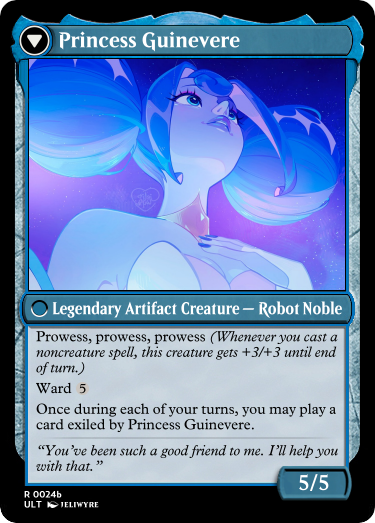 Princess Guinevere
Legendary Artifact Creature — Robot Noble
Prowess, prowess, prowess (Whenever you cast a
noncreature spell, this creature gets +3/+3 until end
of turn.)
Ward 5
Once during each of your turns, you may play a
card exiled by Princess Guinevere.
“You’ve been such a good friend to me. I’ll help you
with that.”
5/5
R 0024b
ULT JELIWYRE